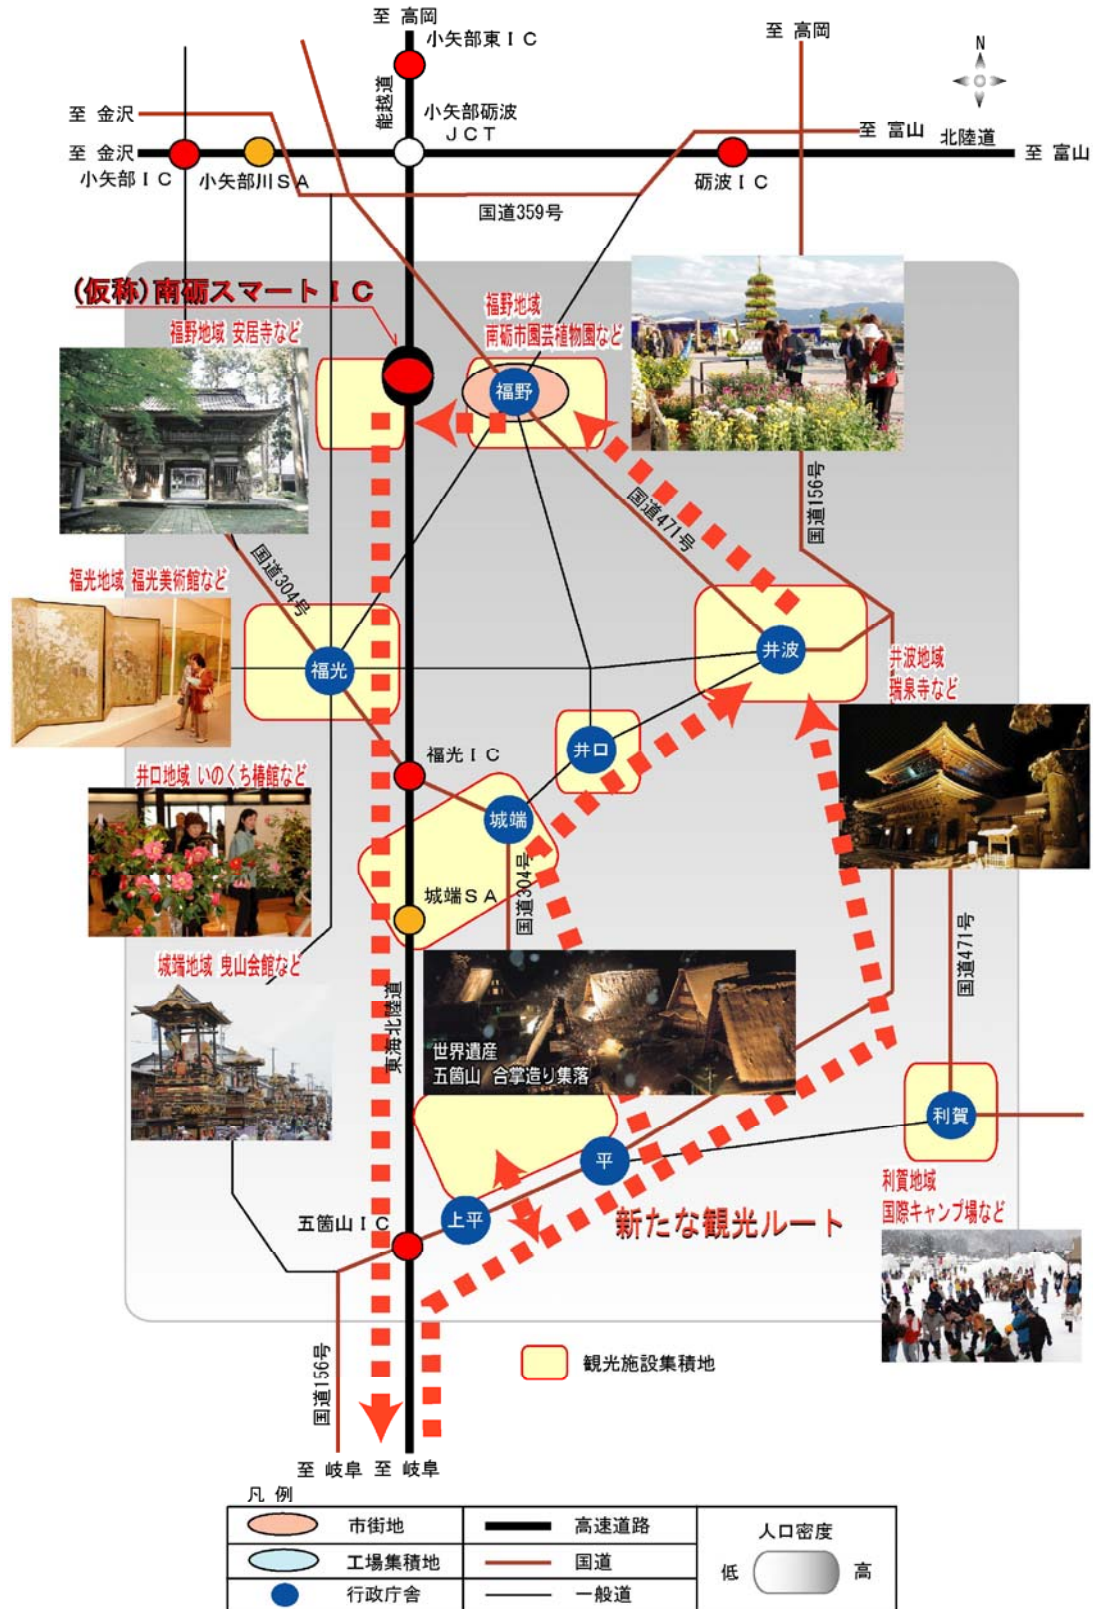 至 高岡
小矢部東ＩＣ
至 高岡
N
能越道
小矢部砺波
ＪＣＴ
至 金沢
至 富山
北陸道
至 金沢
至 富山
小矢部ＩＣ
小矢部川ＳＡ
砺波ＩＣ
国道359号
(仮称)南砺スマートＩＣ
福野地域
南砺市園芸植物園など
福野地域 安居寺など
福野
国道156号
国道471号
国道304号
福光地域 福光美術館など
福光
井波
井波地域
瑞泉寺など
井口
福光ＩＣ
井口地域 いのくち椿館など
城端
国道304号
城端ＳＡ
国道471号
城端地域 曳山会館など
東海北陸道
世界遺産
五箇山 合掌造り集落
利賀
平
利賀地域
国際キャンプ場など
上平
五箇山ＩＣ
新たな観光ルート
国道156号
観光施設集積地
至 岐阜
至 岐阜
凡 例
市街地
高速道路
人口密度
工場集積地
国道
低
高
行政庁舎
一般道